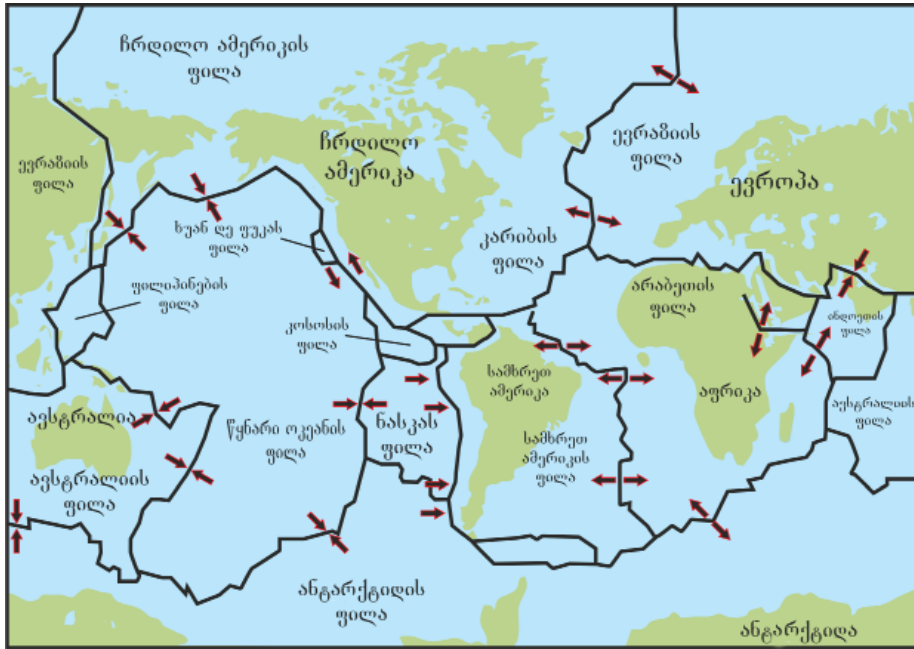 ჩრდილო ამერიკის
ფილა
ევრაზიის
ფილა
ჩრდილო
ამერიკა
ევრაზიის
ფილა
ევროპა
ხუან დე ფუკას
ფილა
კარიბის
ფილა
ფილიპინების
ფილა
არაბეთის
ფილა
ინდოეთის
ფილა
კოსოსის
ფილა
სამხრეთ
ამერიკა
აფრიკა
ავსტრალია
წყნარი ოკეანის
ფილა
ნასკას
ფილა
ავსტრალიის
ფილა
სამხრეთ
ამერიკის
ფილა
ავსტრალიის
ფილა
ანტარქტიდის
ფილა
ანტარქტიდა